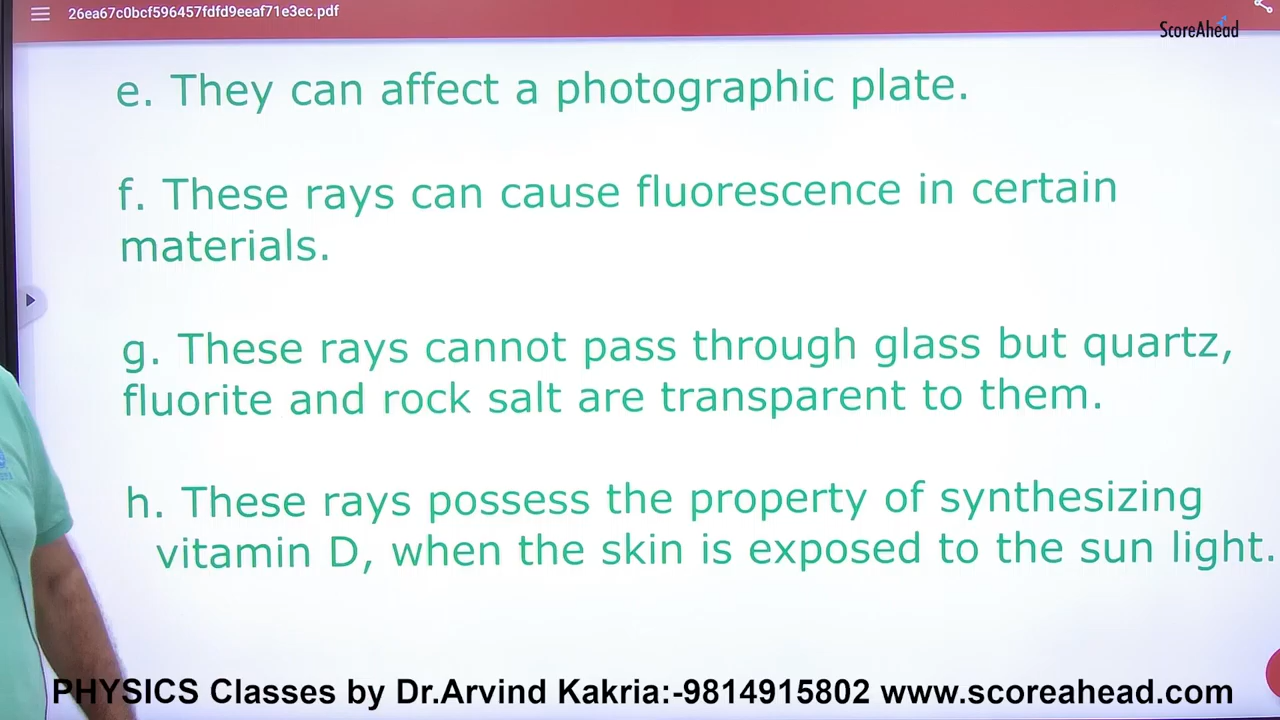 26ea67c0bcf596457fdfd9eeaf71e3ec.pdf
ScoreAhead
e. They can affect a photographic plate.
f. These rays can cause fluorescence in certain
materials.
g. These rays cannot pass through glass but quartz,
fluorite and rock salt are transparent to them.
h. These rays possess the property of synthesizing
vitamin D, when the skin is exposed to the sun light.
PHYSICS Classes by Dr.Arvind Kakria:-9814915802 www.scoreahead.com